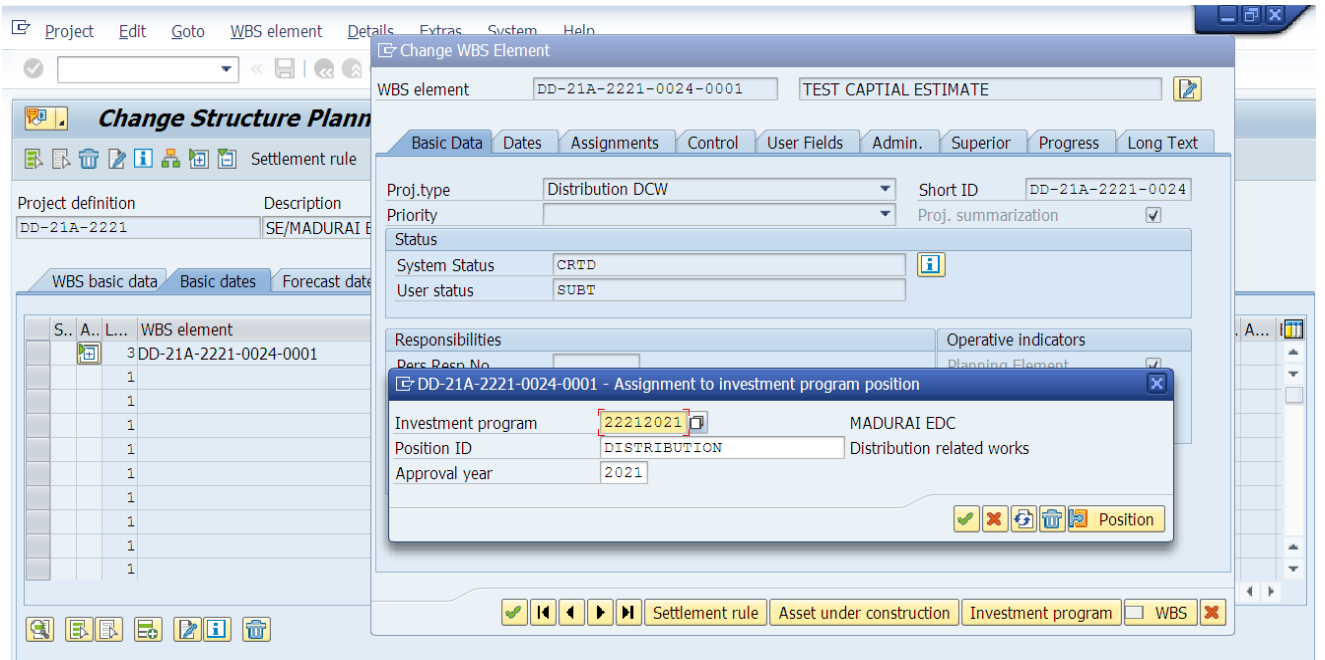 Project Edit Goto WBS element Details Extras System Help
Change WBS Element
WBS element DD-21A-2221-0024-0001 TEST CAPTIAL ESTIMATE
Change Structure Plann
Basic Data Dates Assignments Control User Fields Admin. Superior Progress Long Text
Settlement rule
Proj.type Distribution DCW Short ID DD-21A-2221-0024
Project definition Description
Priority Proj. summarization
DD-21A-2221 SE/MADURAI E
Status
System Status CRTD
User status SUBT
WBS basic data Basic dates Forecast date
S.. A.. L... WBS element
A...
Responsibilities Operative indicators
3 DD-21A-2221-0024-0001
Pers.Resp.No. Planning Element
DD-21A-2221-0024-0001 - Assignment to investment program position
1
1
1
1
1
1
1
1
1
Investment program 22212021 MADURAI EDC
Position ID DISTRIBUTION Distribution related works
Approval year 2021
Position
Settlement rule Asset under construction Investment program WBS